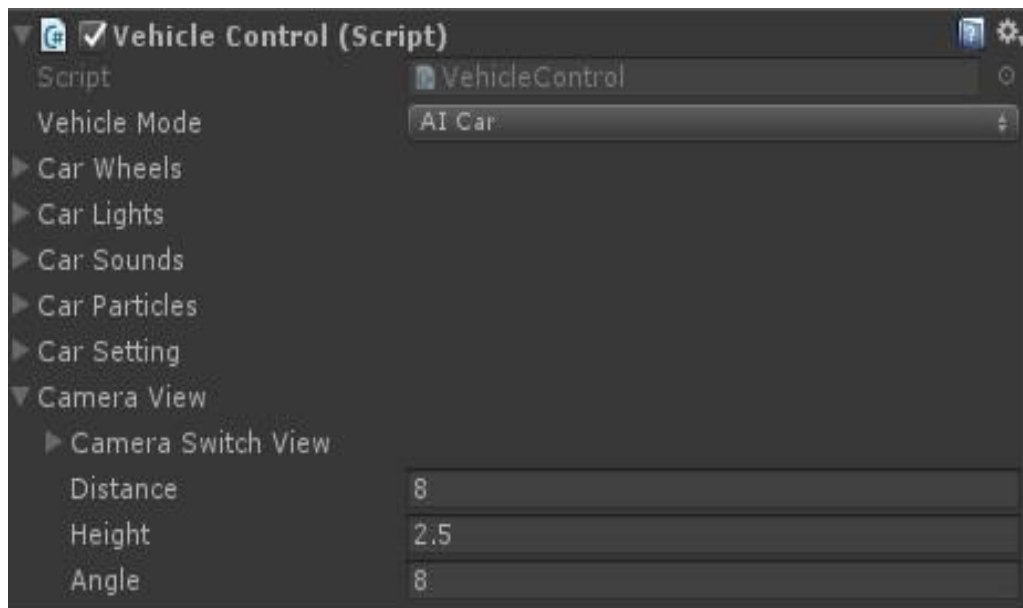 Vehicle Control (Script)
Script VehicleControl
Vehicle Mode AI Car
Car Wheels
Car Lights
Car Sounds
Car Particles
Car Setting
Camera View
Camera Switch View
Distance 8
Height 2.5
Angle 8